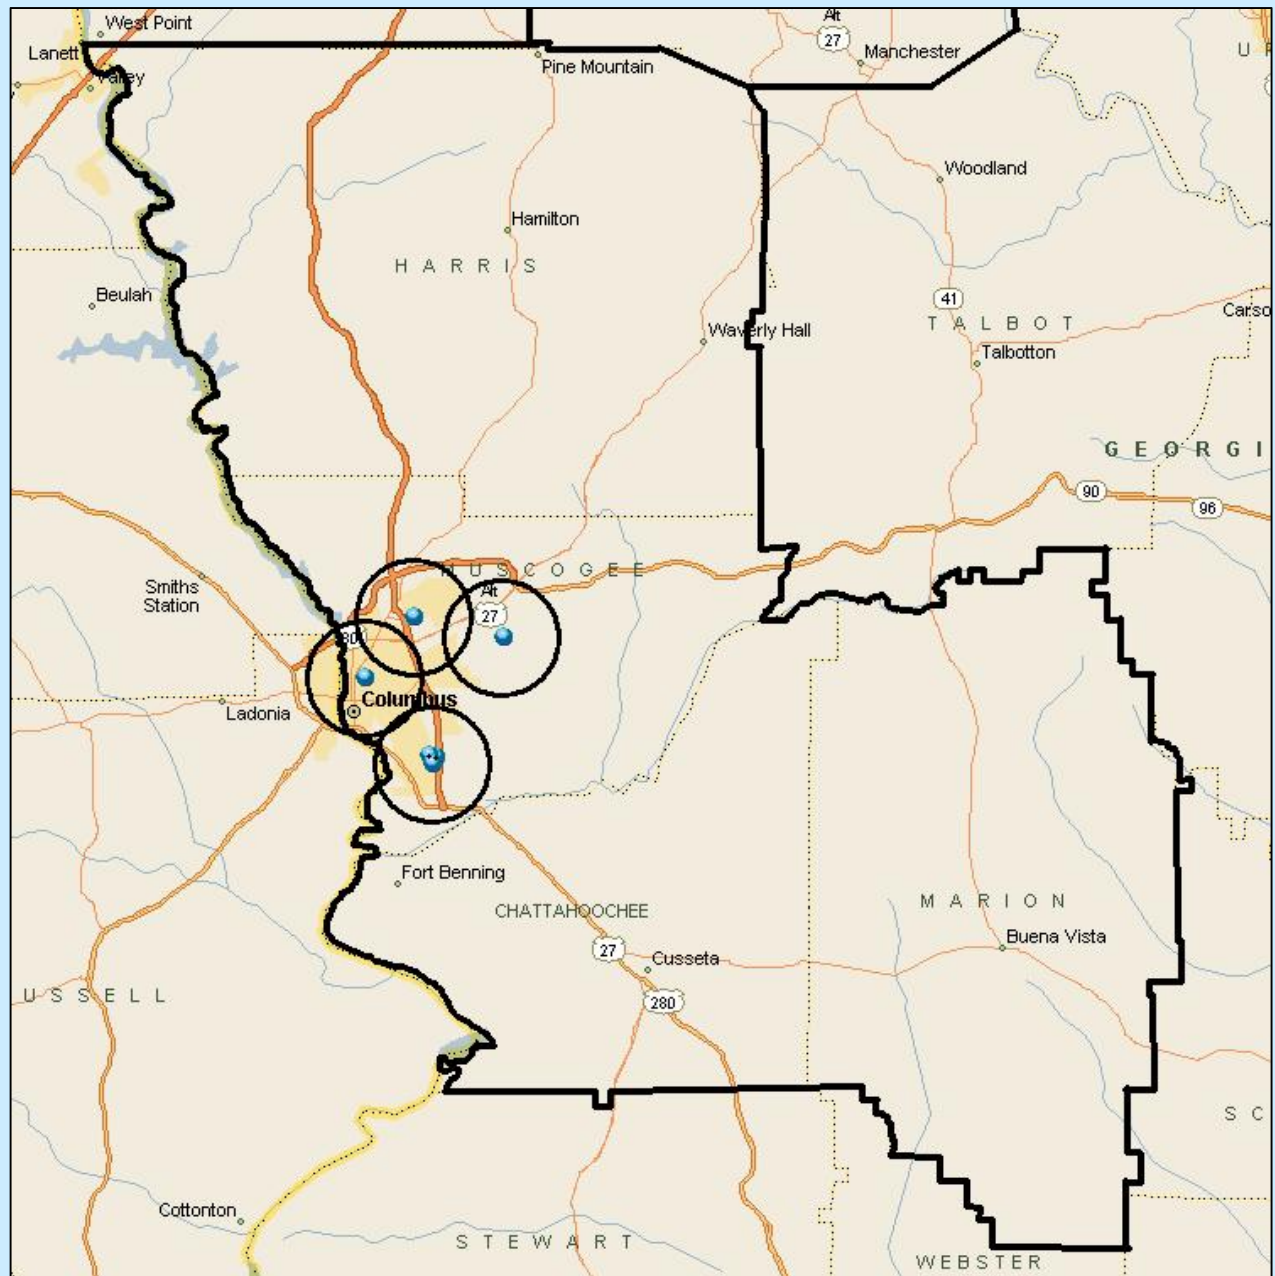 West Point
Alt
27
Lanett
Manchester
U
Valley
Pine Mountain
Woodland
Hamilton
HARRIS
Beulah
41
Carso
TALBOT
Waverly Hall
Talbotton
GEORGI
90
96
MUSCOGEE
Smiths
Station
Alt
27
80
Columbus
Ladonia
Fort Benning
MARION
CHATTAHOOCHEE
Buena Vista
27
Cusseta
USSELL
280
SC
Cottonton
STEWART
WEBSTER